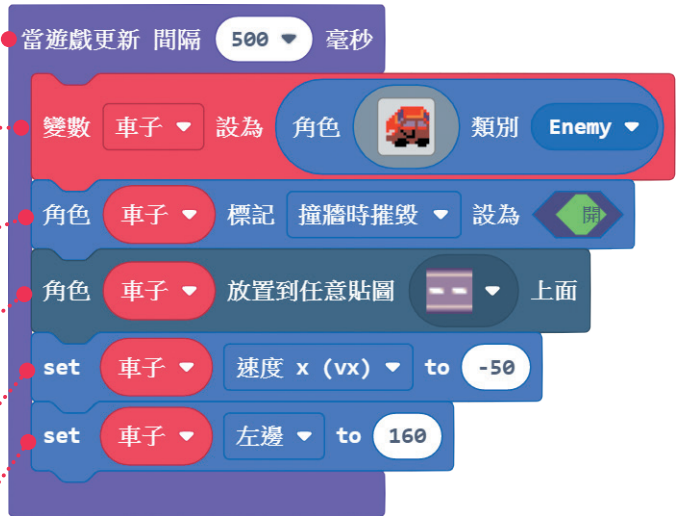 當遊戲更新 間隔 500 毫秒
變數 車子 設為 角色 類別 Enemy
角色 車子 標記 撞牆時摧毀 設為 開
角色 車子 放置到任意貼圖 上面
set 車子 速度 x (vx) to -50
set 車子 左邊 to 160